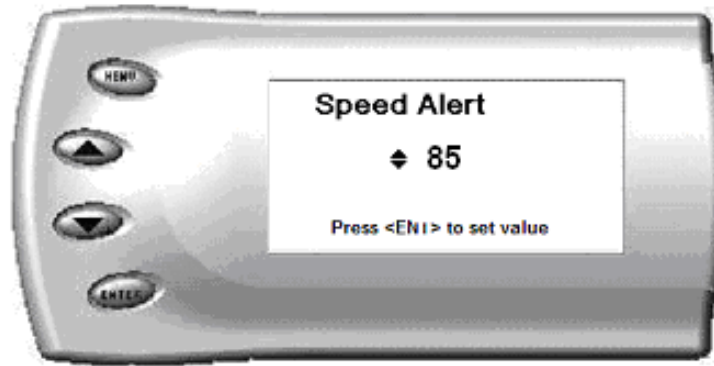 MENU
Speed Alert
85
Press <ENT> to set value
ENTER